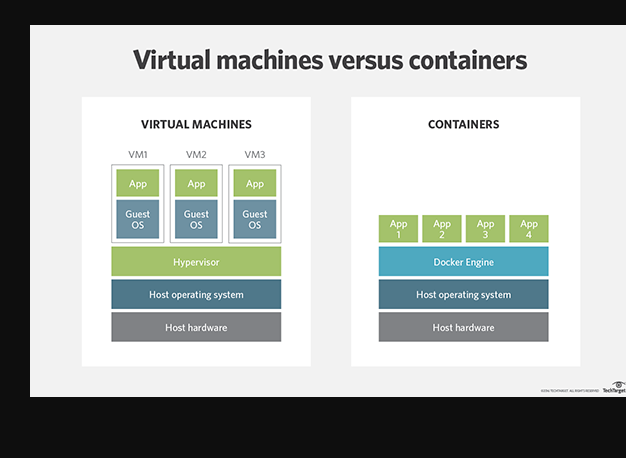 Virtual machines versus containers
VIRTUAL MACHINES
VM1 VM2 VM3
App App App
Guest Guest Guest
OS OS OS
Hypervisor
Host operating system
Host hardware
CONTAINERS
App App App App
1 2 3 4
Docker Engine
Host operating system
Host hardware
TechTarget